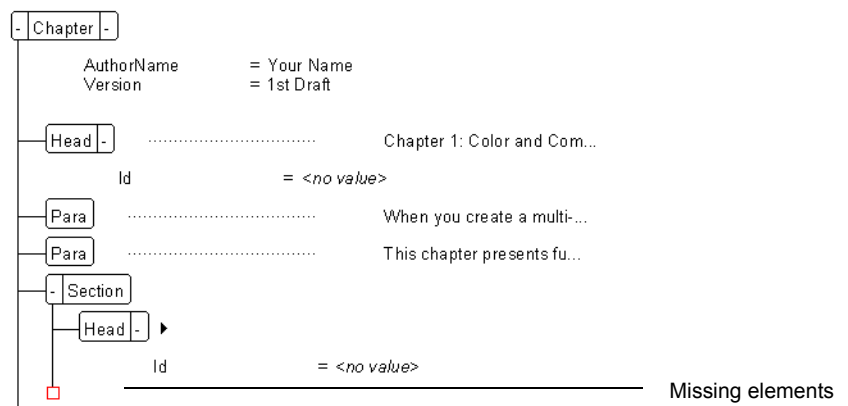 - Chapter -
AuthorName = Your Name
Version = 1st Draft
Head - Chapter 1: Color and Com...
Id = <no value>
Para When you create a multi-...
Para This chapter presents fu...
- Section
Head -
Id = <no value>
Missing elements